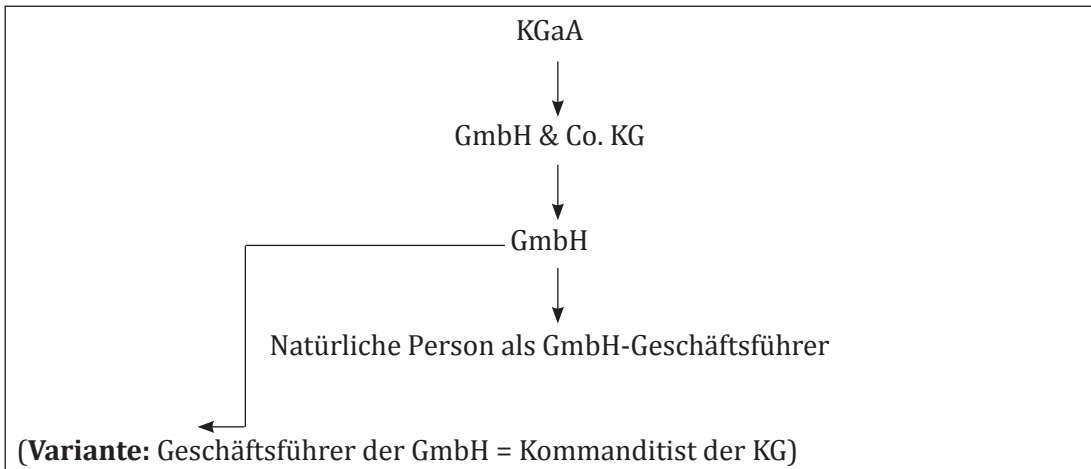 KGaA
GmbH & Co. KG
GmbH
Natürliche Person als GmbH-Geschäftsführer
(Variante: Geschäftsführer der GmbH = Kommanditist der KG)